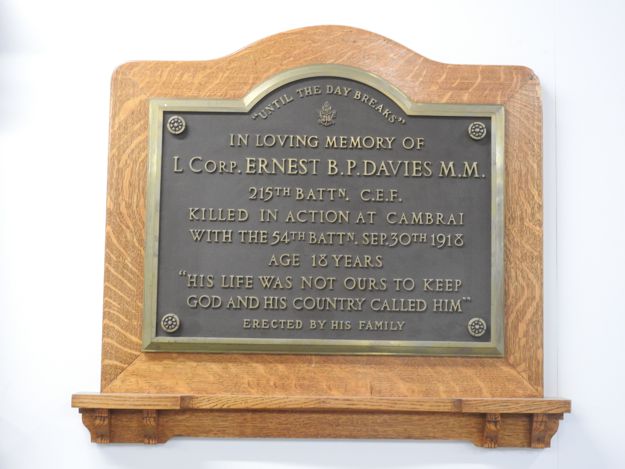 "UNTIL THE DAY BREAKS"
IN LOVING MEMORY OF
L CORP. ERNEST B.P. DAVIES M.M.
215TH BATTN. C.E.F.
KILLED IN ACTION AT CAMBRAI
WITH THE 54TH BATTN. SEP. 30TH 1918
AGE 18 YEARS
"HIS LIFE WAS NOT OURS TO KEEP
GOD AND HIS COUNTRY CALLED HIM"
ERECTED BY HIS FAMILY